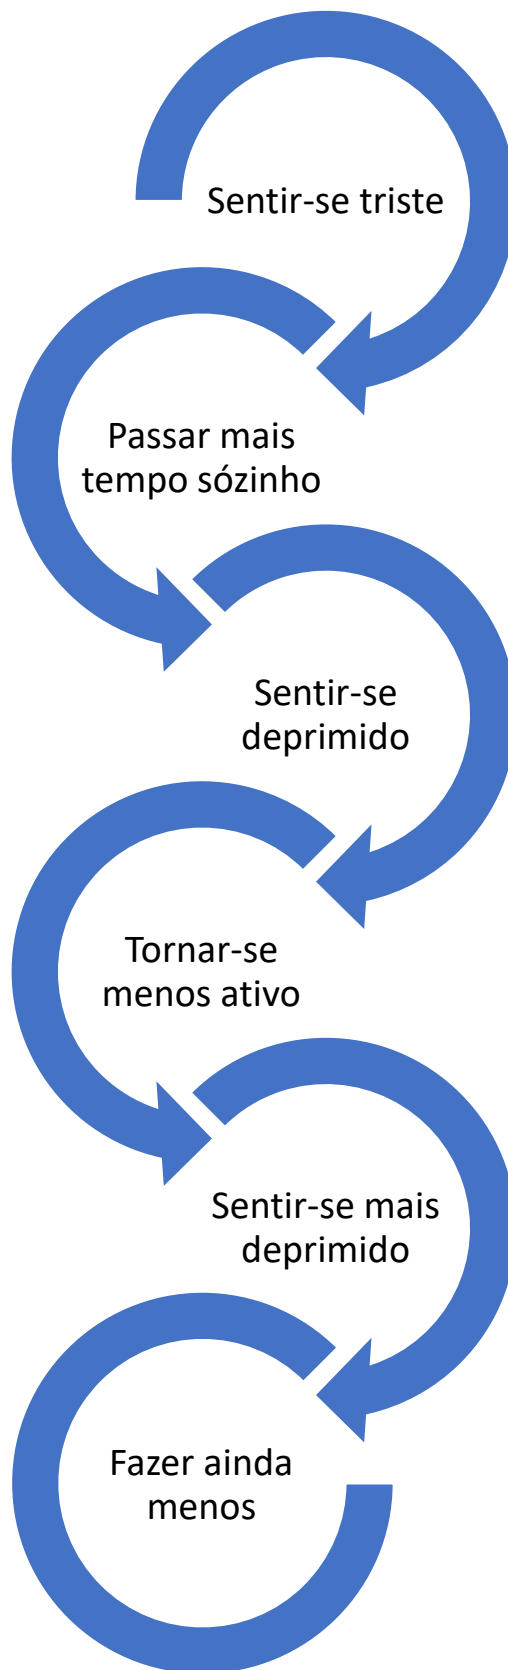 Sentir-se triste
Passar mais
tempo sózinho
Sentir-se
deprimido
Tornar-se
menos ativo
Sentir-se mais
deprimido
Fazer ainda
menos